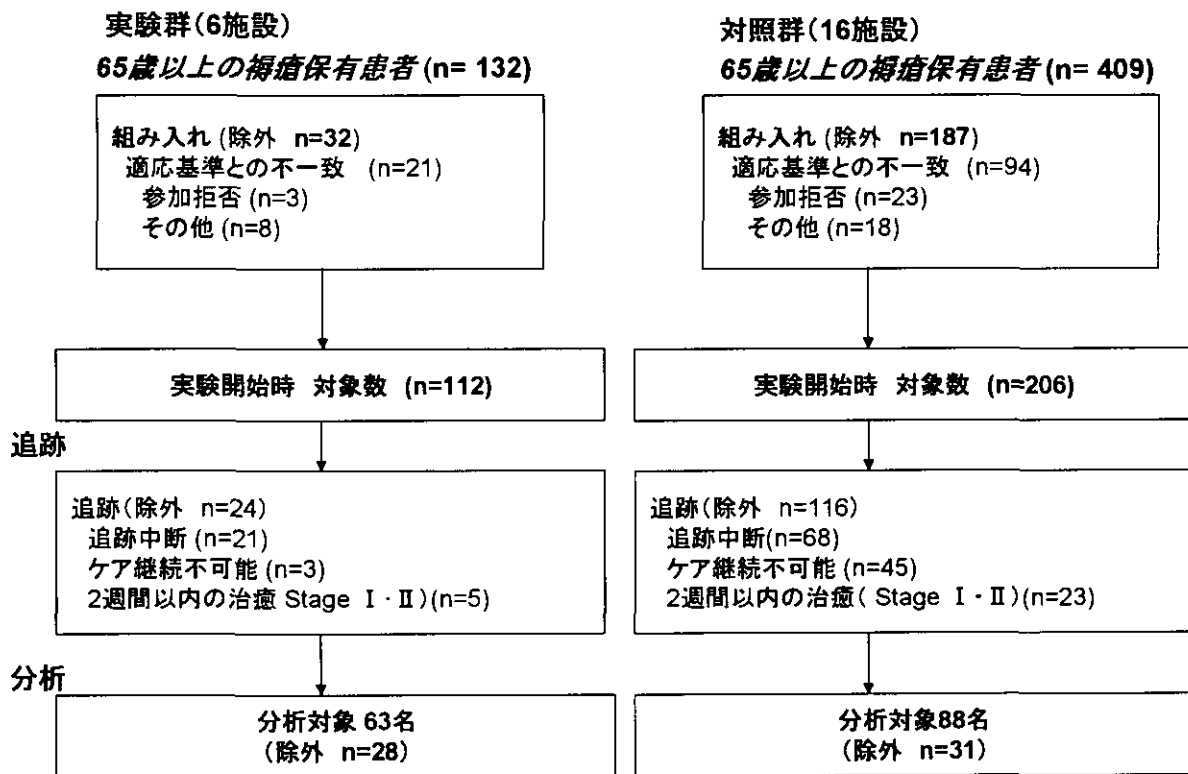 実験群(6施設)
65歳以上の褥瘡保有患者 (n= 132)
組み入れ (除外 n=32)
適応基準との不一致 (n=21)
参加拒否 (n=3)
その他 (n=8)
実験開始時 対象数 (n=112)
追跡
追跡(除外 n=24)
追跡中断 (n=21)
ケア継続不可能 (n=3)
2週間以内の治癒 Stage Ⅰ・Ⅱ)(n=5)
分析
分析対象 63名
(除外 n=28)
対照群(16施設)
65歳以上の褥瘡保有患者 (n= 409)
組み入れ (除外 n=187)
適応基準との不一致 (n=94)
参加拒否 (n=23)
その他 (n=18)
実験開始時 対象数 (n=206)
追跡(除外 n=116)
追跡中断(n=68)
ケア継続不可能 (n=45)
2週間以内の治癒( Stage Ⅰ・Ⅱ)(n=23)
分析対象88名
(除外 n=31)